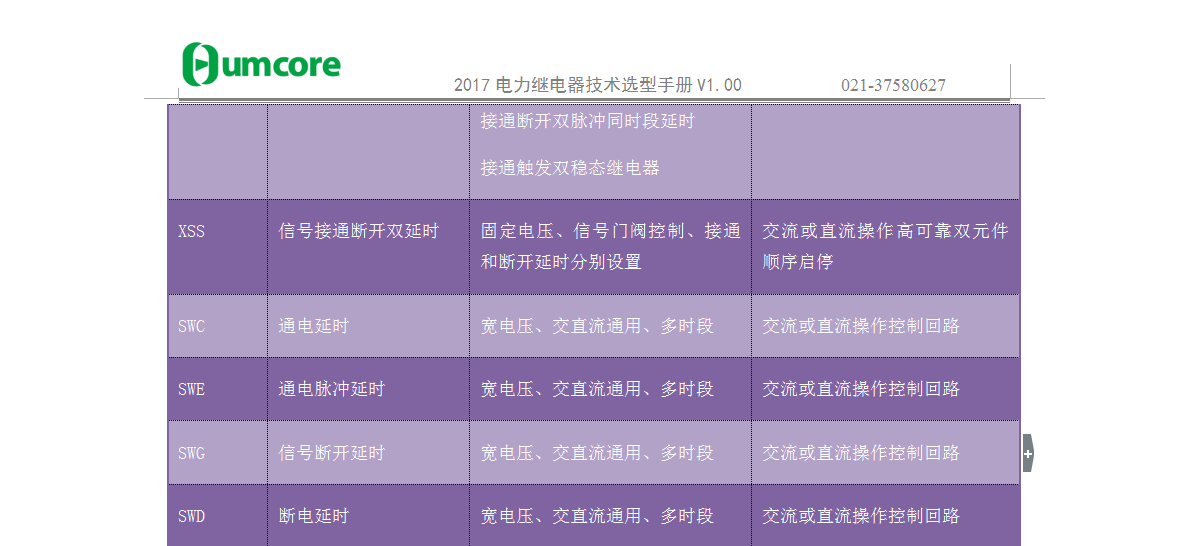 umcore
2017电力继电器技术选型手册V1.00 021-37580627
接通断开双脉冲同时段延时
接通触发双稳态继电器
XSS 信号接通断开双延时 固定电压、信号门阀控制、接通 交流或直流操作高可靠双元件
和断开延时分别设置 顺序启停
SWC 通电延时 宽电压、交直流通用、多时段 交流或直流操作控制回路
SWE 通电脉冲延时 宽电压、交直流通用、多时段 交流或直流操作控制回路
SWG 信号断开延时 宽电压、交直流通用、多时段 交流或直流操作控制回路
SWD 断电延时 宽电压、交直流通用、多时段 交流或直流操作控制回路